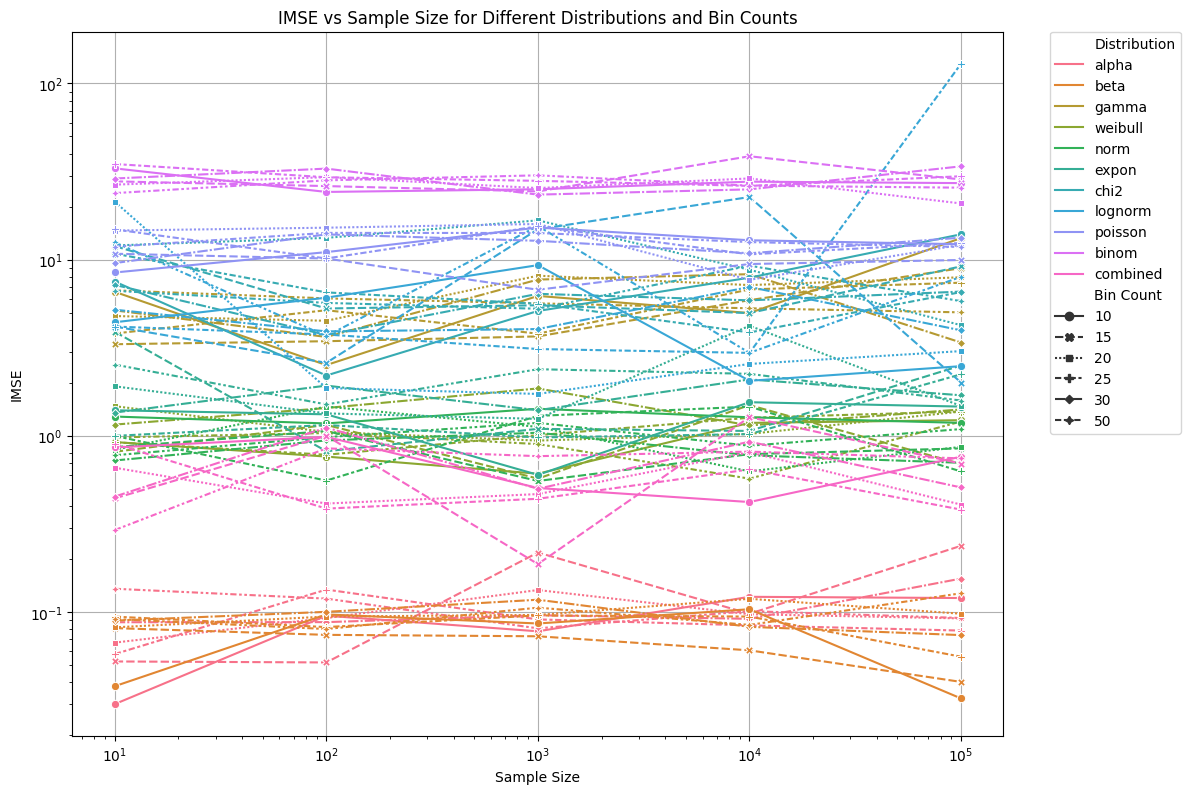 IMSE vs Sample Size for Different Distributions and Bin Counts
IMSE
10²
10¹
10⁰
10⁻¹
10¹
10²
10³
10⁴
10⁵
Sample Size
Distribution
alpha
beta
gamma
weibull
norm
expon
chi2
lognorm
poisson
binom
combined
Bin Count
10
15
20
25
30
50